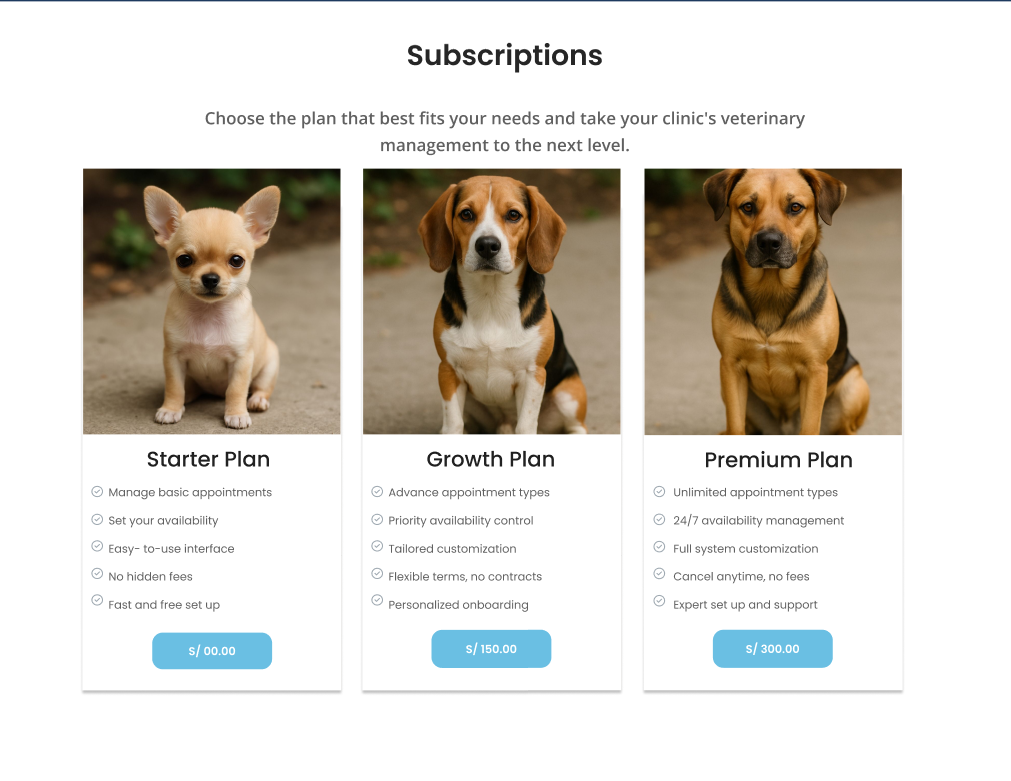 Subscriptions
Choose the plan that best fits your needs and take your clinic's veterinary
management to the next level.
Starter Plan
Manage basic appointments
Set your availability
Easy- to-use interface
No hidden fees
Fast and free set up
S/ 00.00
Growth Plan
Advance appointment types
Priority availability control
Tailored customization
Flexible terms, no contracts
Personalized onboarding
S/ 150.00
Premium Plan
Unlimited appointment types
24/7 availability management
Full system customization
Cancel anytime, no fees
Expert set up and support
S/ 300.00